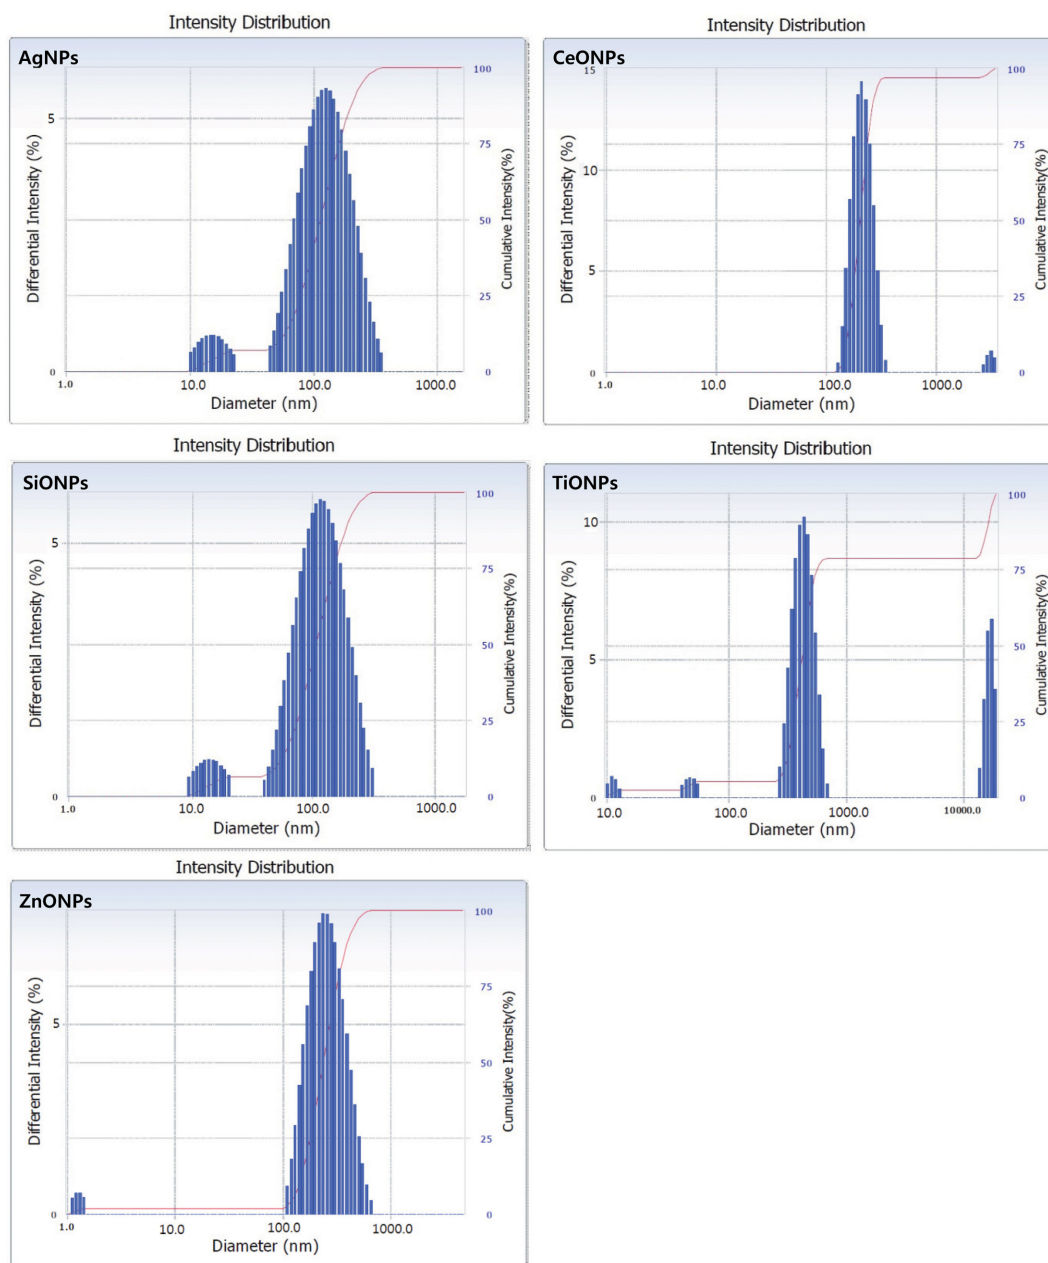 Intensity Distribution
AgNPs
Differential Intensity (%)
5
0
100
75
50
25
0
Cumulative Intensity(%)
1.0 10.0 100.0 1000.0
Diameter (nm)
Intensity Distribution
CeONPs
Differential Intensity (%)
15
10
5
0
100
75
50
25
0
Cumulative Intensity(%)
1.0 10.0 100.0 1000.0
Diameter (nm)
Intensity Distribution
SiONPs
Differential Intensity (%)
5
0
100
75
50
25
0
Cumulative Intensity(%)
1.0 10.0 100.0 1000.0
Diameter (nm)
Intensity Distribution
TiONPs
Differential Intensity (%)
10
5
0
100
75
50
25
0
Cumulative Intensity(%)
10.0 100.0 1000.0 10000.0
Diameter (nm)
Intensity Distribution
ZnONPs
Differential Intensity (%)
5
0
100
75
50
25
0
Cumulative Intensity(%)
1.0 10.0 100.0 1000.0
Diameter (nm)